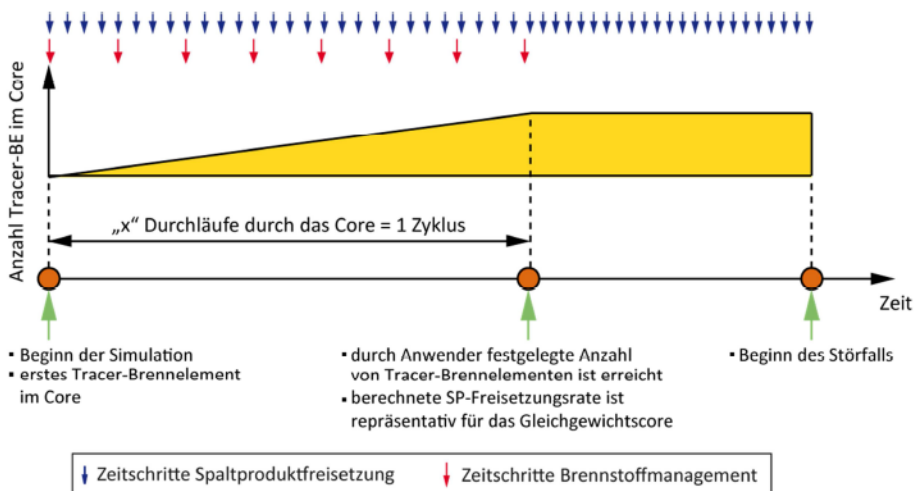 Anzahl Tracer-BE im Core
„x“ Durchläufe durch das Core = 1 Zyklus
Zeit
▪ Beginn der Simulation
▪ erstes Tracer-Brennelement
im Core
▪ durch Anwender festgelegte Anzahl
von Tracer-Brennelementen ist erreicht
▪ berechnete SP-Freisetzungsrate ist
repräsentativ für das Gleichgewichtscore
▪ Beginn des Störfalls
Zeitschritte Spaltproduktfreisetzung
Zeitschritte Brennstoffmanagement